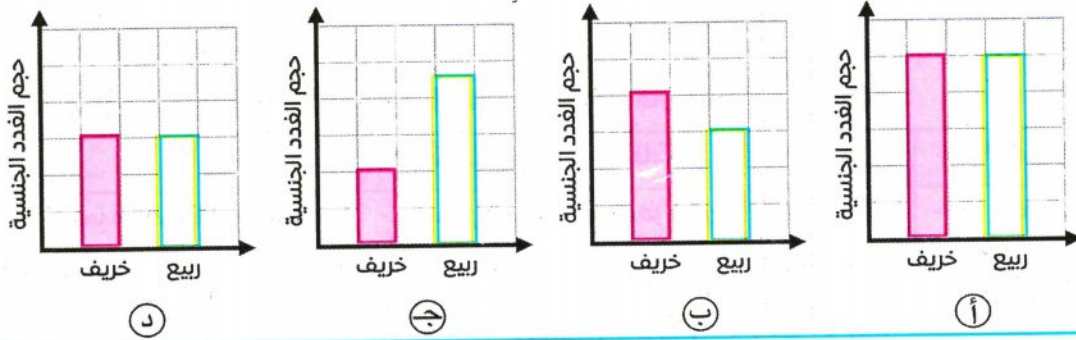 حجم الغدد الجنسية
خريف
ربيع
أ
حجم الغدد الجنسية
خريف
ربيع
ب
حجم الغدد الجنسية
خريف
ربيع
ج
حجم الغدد الجنسية
خريف
ربيع
د